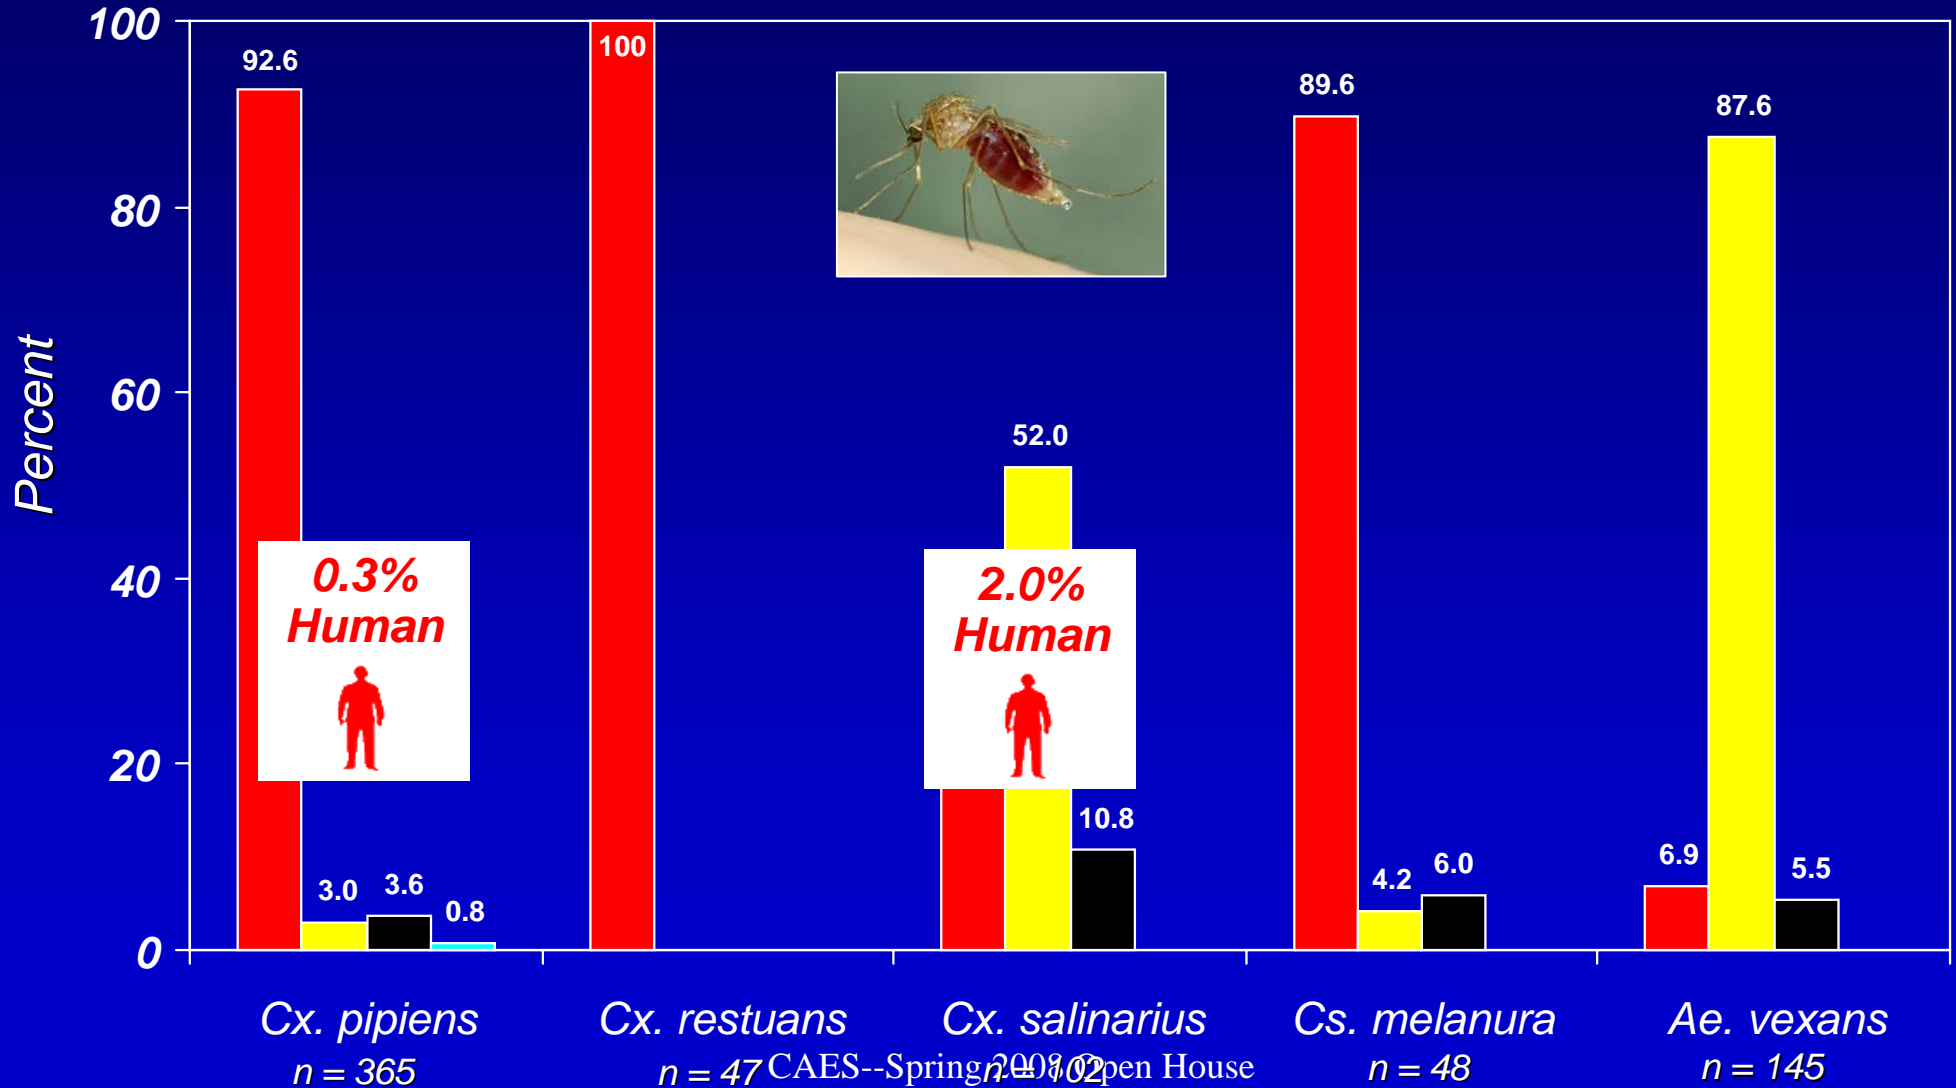 100
80
60
40
20
0
Percent
92.6
3.0
3.6
0.8
100
52.0
10.8
89.6
4.2
6.0
6.9
87.6
5.5
0.3%
Human
2.0%
Human
Cx. pipiens
Cx. restuans
Cx. salinarius
Cs. melanura
Ae. vexans
n = 365
n = 47
n = 102
n = 48
n = 145
CAES--Spring 2008 Open House